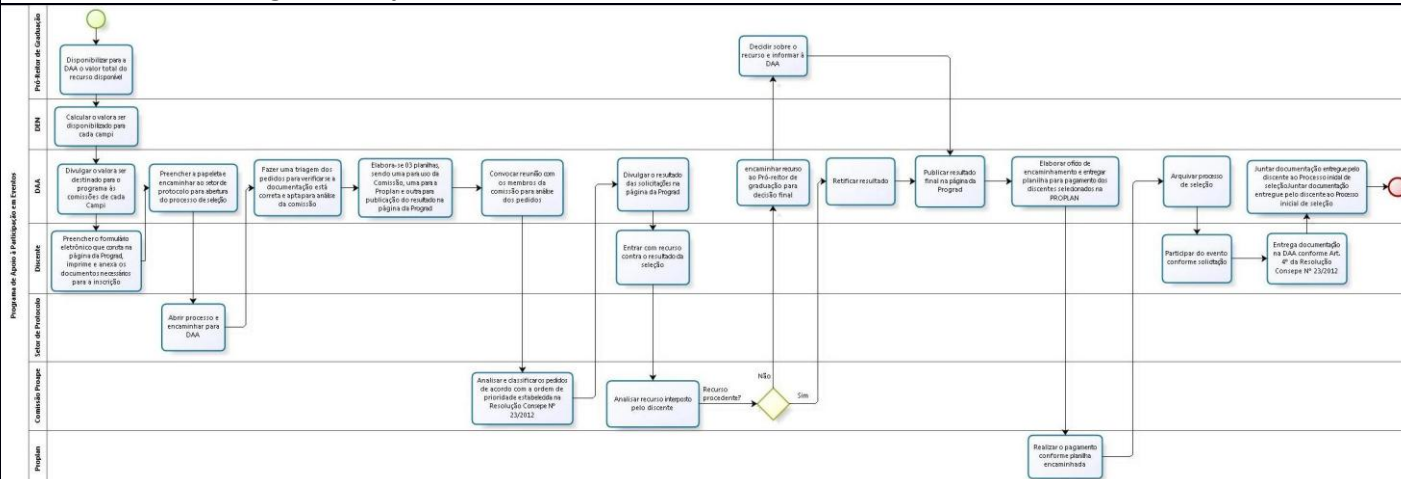 Programa de Apoio à Participação em Eventos
Pró-Reitor de Graduação
Disponibilizar para a
DAA o valor total do
recurso disponível
Decidir sobre o
recurso e informar à
DAA
DEN
Calcular o valor a ser
disponibilizado para
cada campi
DAA
Divulgar o valor a ser
destinado para o
programa às
comissões de cada
Campi
Preencher a papeleta e
encaminhar ao setor de
protocolo para abertura
do processo de seleção
Fazer uma triagem dos
pedidos para verificar se a
documentação está
correta e apta para análise
da comissão
Elabora-se 03 planilhas,
sendo uma para uso da
Comissão, uma para a
Proplan e outra para
publicação do resultado na
página da Prograd
Convocar reunião com
os membros da
comissão para análise
dos pedidos
Divulgar o resultado
das solicitações na
página da Prograd
encaminhar recurso
ao Pró-reitor de
graduação para
decisão final
Retificar resultado
Publicar resultado
final na página da
Prograd
Elaborar ofício de
encaminhamento e entregar
planilha para pagamento dos
discentes selecionados na
PROPLAN
Arquivar processo
de seleção
Juntar documentação entregue pelo
discente ao Processo inicial de
seleçãoJuntar documentação
entregue pelo discente ao Processo
inicial de seleção
Discente
Preencher o formulário
eletrônico que consta na
página da Prograd,
imprime e anexa os
documentos necessários
para a inscrição
Entrar com recurso
contra o resultado da
seleção
Participar do evento
conforme solicitação
Entrega documentação
na DAA conforme Art.
4º da Resolução
Consepe Nº 23/2012
Setor de Protocolo
Abrir processo e
encaminhar para
DAA
Comissão Proape
Analisar e classificar os pedidos
de acordo com a ordem de
prioridade estabelecida na
Resolução Consepe Nº
23/2012
Analisar recurso interposto
pelo discente
Recurso
procedente?
Não
Sim
Proplan
Realizar o pagamento
conforme planilha
encaminhada